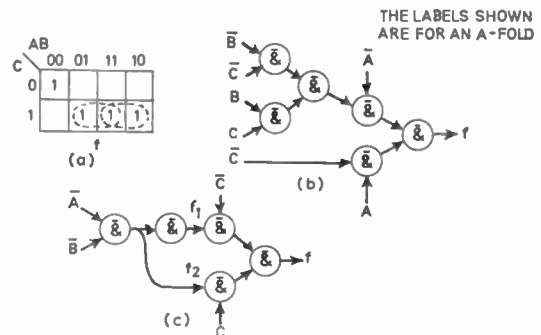 THE LABELS SHOWN
ARE FOR AN A-FOLD
AB
C 00 01 11 10
0 1
1 1 1 1
f
(a)
B̅
C̅
B
C
C̅
A̅
A
&̅ &̅ &̅ &̅ &̅ &̅
f
(b)
A̅
B̅
C̅
C
f₁
f₂
&̅ &̅ &̅ &̅ &̅
f
(c)